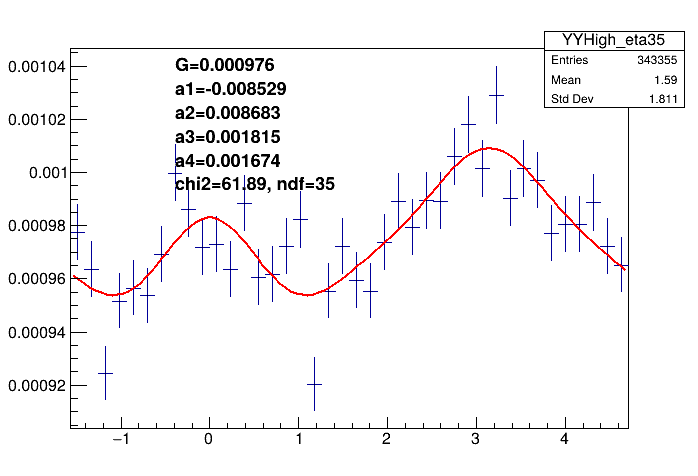 YYHigh_eta35
Entries 343355
Mean 1.59
Std Dev 1.811
G=0.000976
a1=-0.008529
a2=0.008683
a3=0.001815
a4=0.001674
chi2=61.89, ndf=35
0.00104
0.00102
0.001
0.00098
0.00096
0.00094
0.00092
−1 0 1 2 3 4